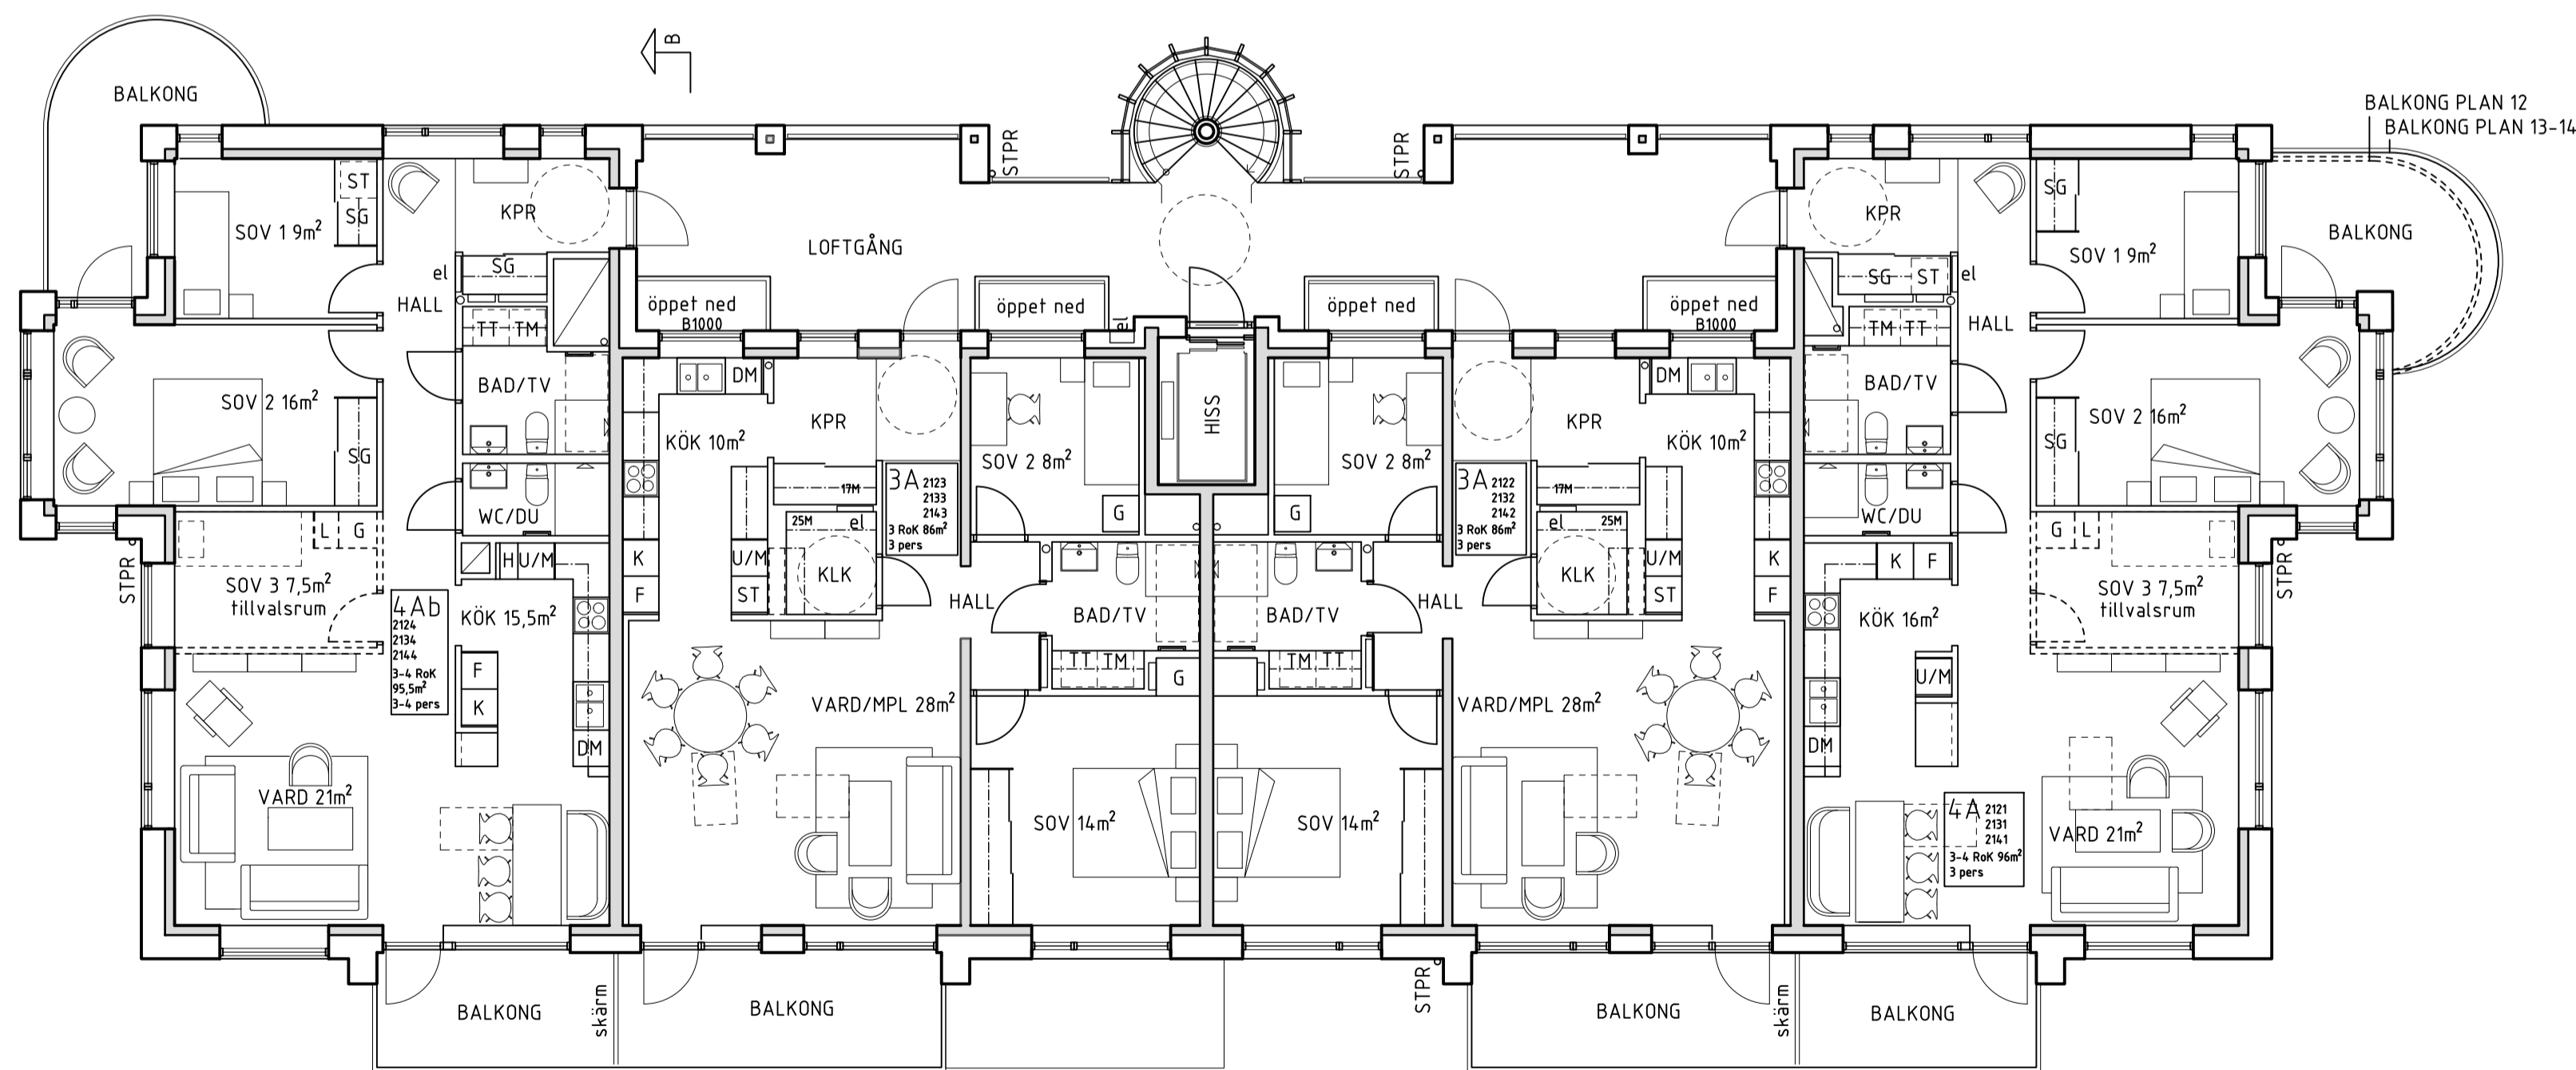 B
BALKONG
BALKONG PLAN 12
BALKONG PLAN 13-14
STPR
STPR
ST
SG
SOV 1 9m²
KPR
LOFTGÅNG
KPR
SG
SOV 1 9m²
BALKONG
el
SG
HALL
öppet ned
B1000
öppet ned
el
öppet ned
öppet ned
B1000
SG
ST
el
HALL
TT
TM
BAD/TV
SOV 2 16m²
SG
WC/DU
DM
KÖK 10m²
KPR
SOV 2 8m²
HISS
SOV 2 8m²
KPR
DM
KÖK 10m²
TM
TT
BAD/TV
SOV 2 16m²
SG
WC/DU
17M
25M
el
3A
2123
2133
2143
3 RoK 86m²
3 pers
G
G
3A
2122
2132
2142
3 RoK 86m²
3 pers
17M
el
25M
L
G
STPR
SOV 3 7,5m²
tillvalsrum
H
U/M
KÖK 15,5m²
K
F
U/M
ST
KLK
HALL
BAD/TV
BAD/TV
HALL
KLK
U/M
ST
K
F
K
F
KÖK 16m²
G
L
SOV 3 7,5m²
tillvalsrum
STPR
4Ab
2124
2134
2144
3-4 RoK
95,5m²
3-4 pers
F
K
DM
TT
TM
G
TM
TT
U/M
DM
VARD 21m²
VARD/MPL 28m²
SOV 14m²
SOV 14m²
VARD/MPL 28m²
4A
2121
2131
2141
3-4 RoK 96m²
3 pers
VARD 21m²
BALKONG
skärm
BALKONG
STPR
BALKONG
skärm
BALKONG